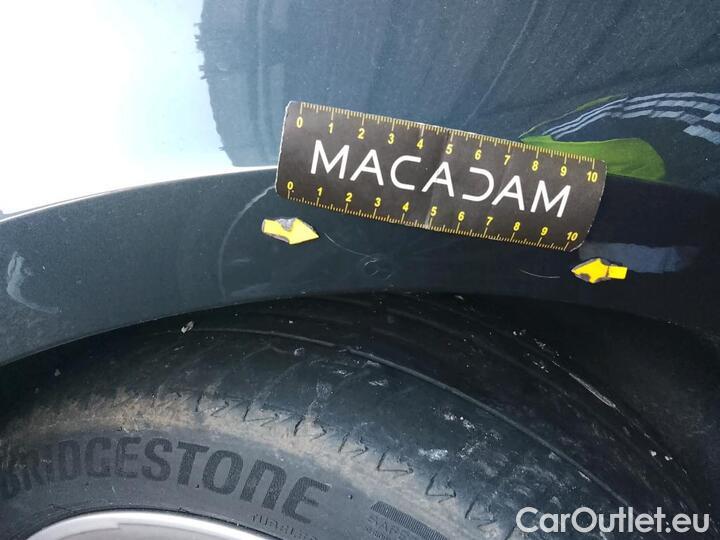 0 1 2 3 4 5 6 7 8 9 10
MACADAM
0 1 2 3 4 5 6 7 8 9 10
BRIDGESTONE
CarOutlet.eu